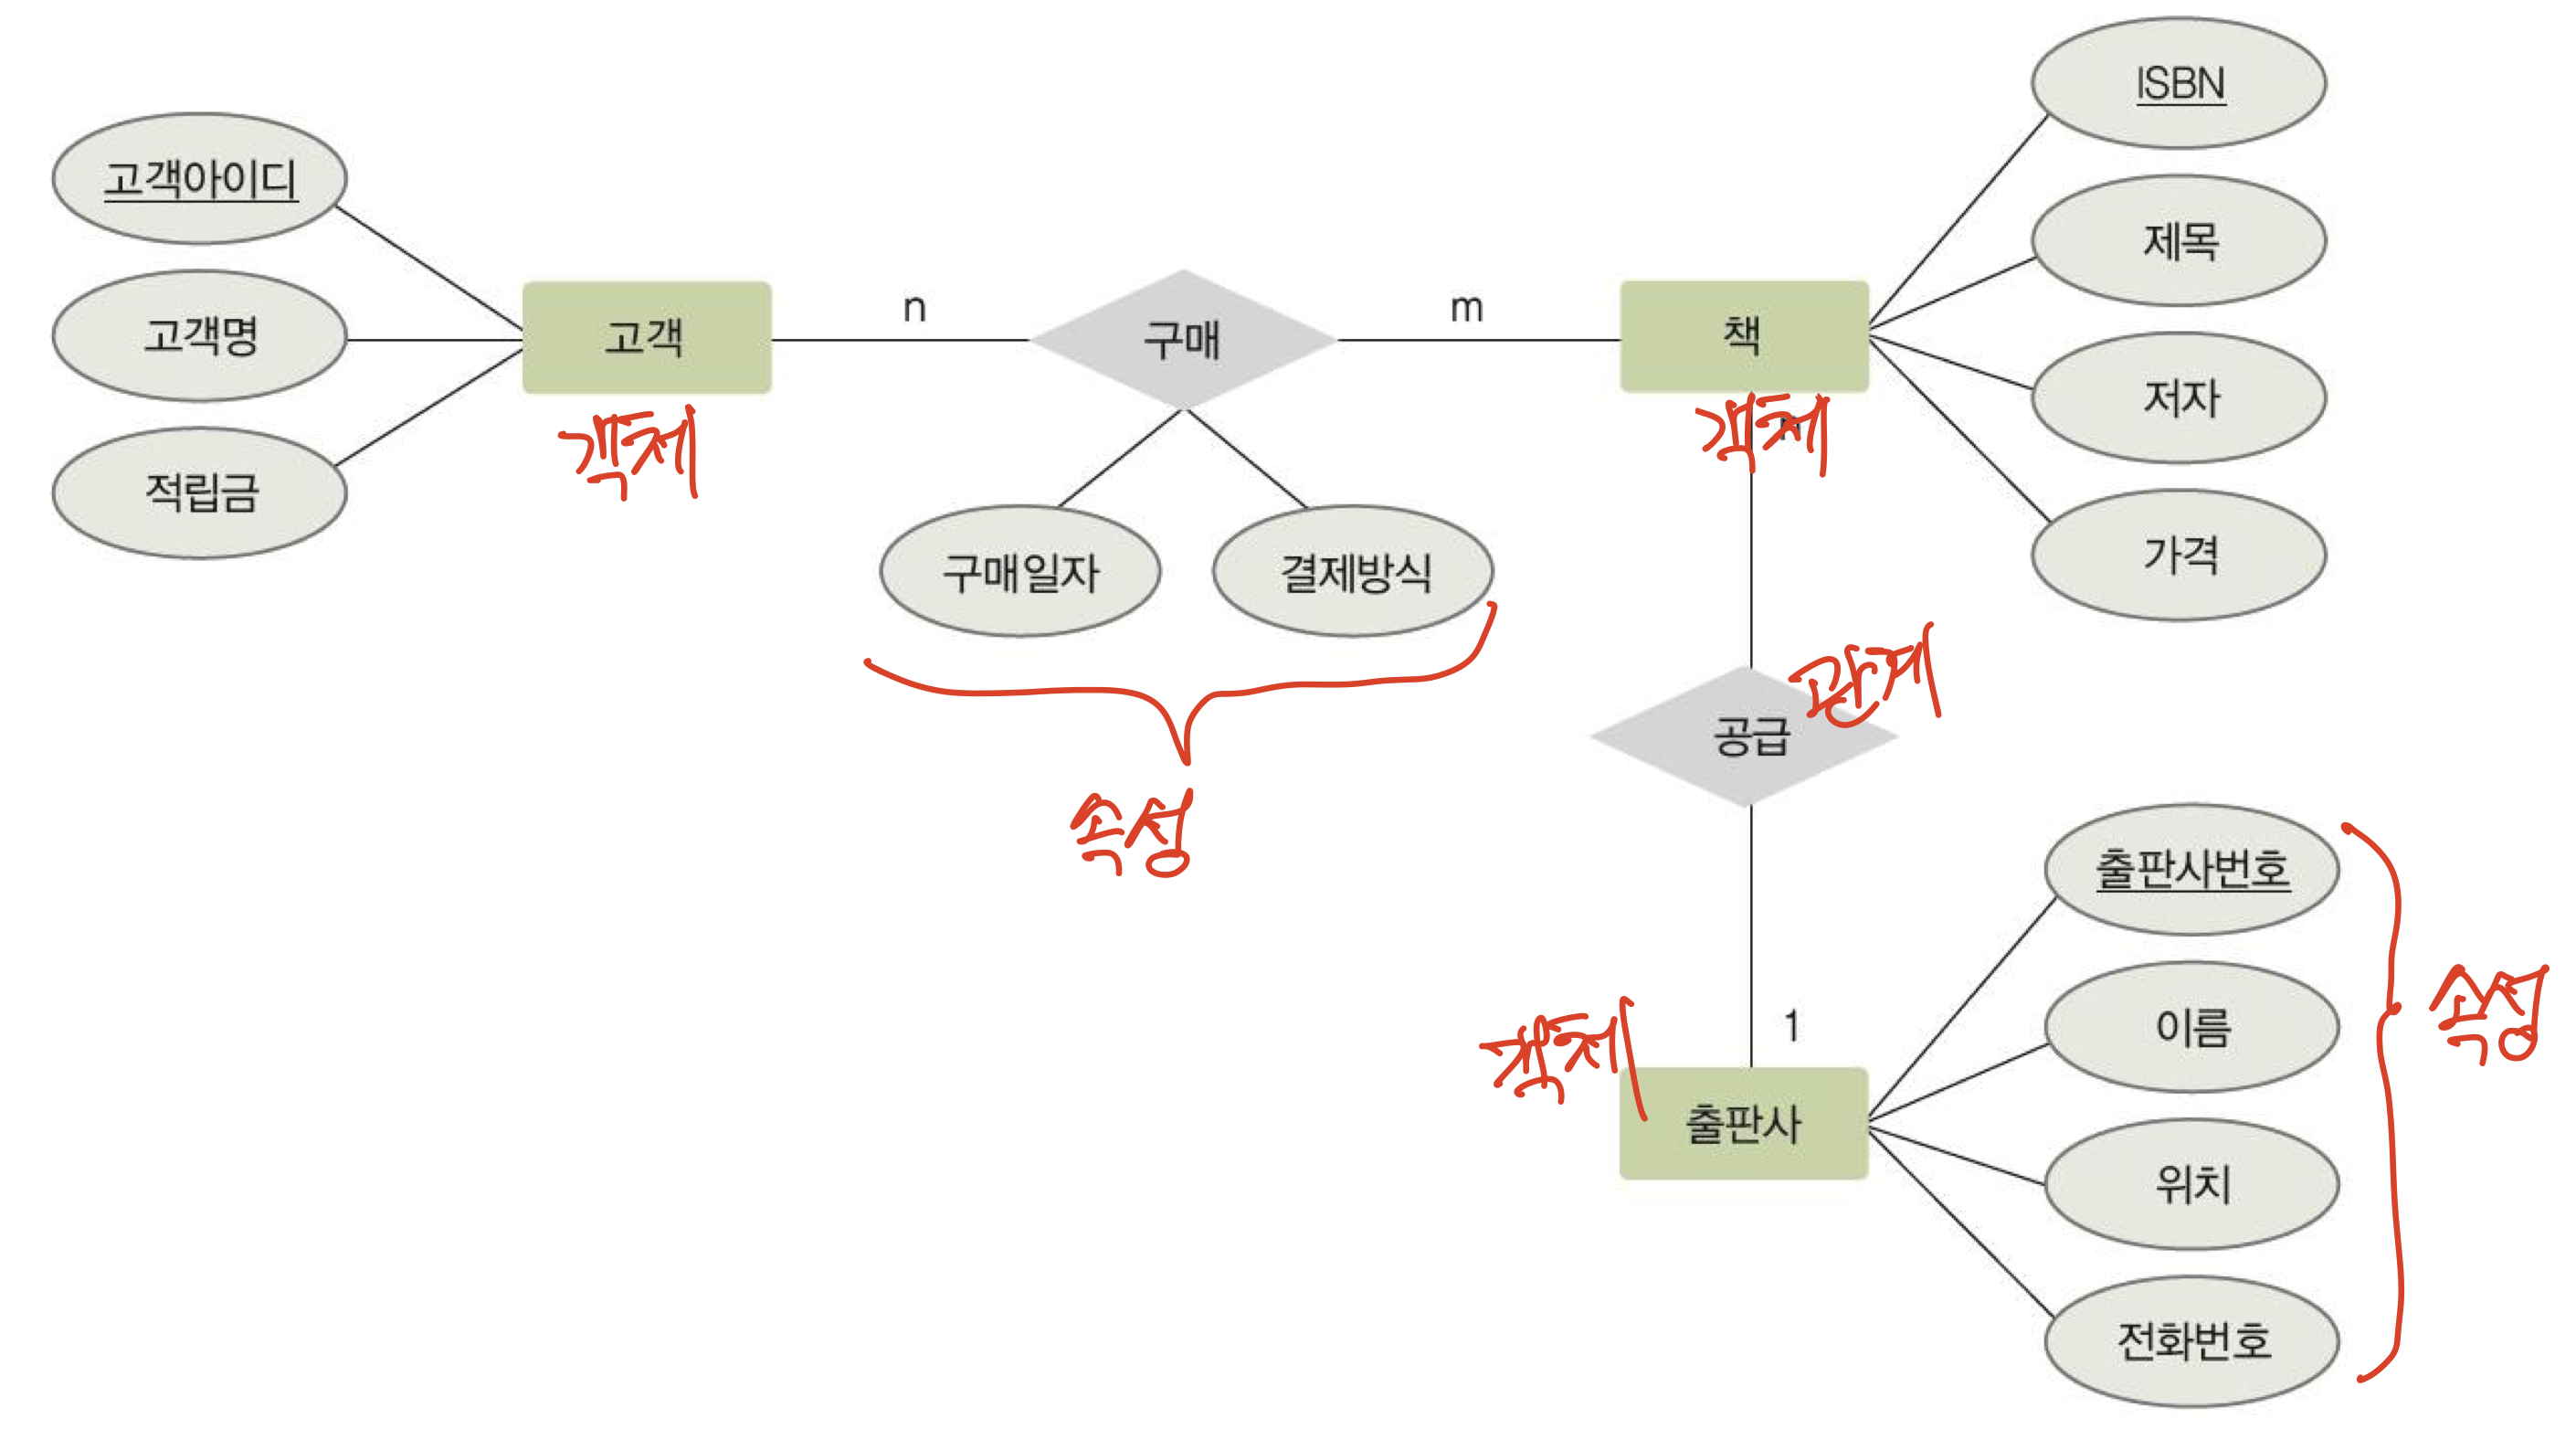 ISBN
고객아이디
제목
n
m
고객명
고객
구매
책
저자
객체
객체
n
적립금
구매일자
결제방식
가격
관계
공급
속성
출판사번호
객체
1
이름
속성
출판사
위치
전화번호